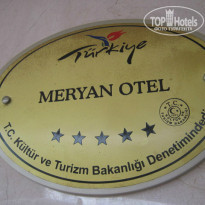 TOP HOTELS
Türkiye
MERYAN OTEL
T.C.
T.C. Kültür ve Turizm Bakanlığı Denetimindedir